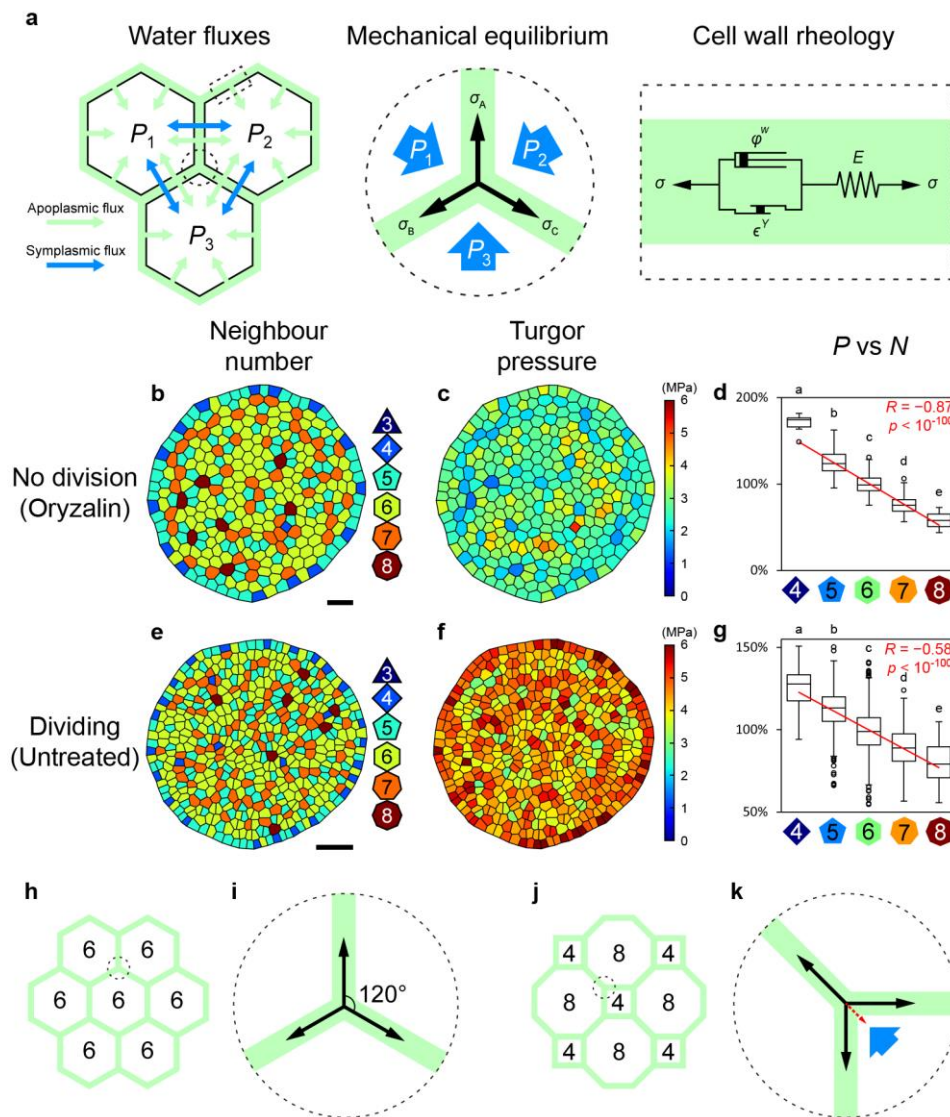 a
Water fluxes
Mechanical equilibrium
Cell wall rheology
P1
P2
P3
Apoplasmic flux
Symplasmic flux
σA
P1
P2
σB
σC
P3
φʷ
E
σ
σ
ϵʸ
Neighbour
number
Turgor
pressure
P vs N
No division
(Oryzalin)
b
3
4
5
6
7
8
c
(MPa)
6
5
4
3
2
1
0
d
200%
100%
0%
a
b
c
d
e
R = −0.87
p < 10⁻¹⁰⁰
4 5 6 7 8
Dividing
(Untreated)
e
3
4
5
6
7
8
f
(MPa)
6
5
4
3
2
1
0
g
150%
100%
50%
a
b
c
d
e
R = −0.58
p < 10⁻¹⁰⁰
4 5 6 7 8
h
6 6
6 6 6
6 6
i
120°
j
4 8 4
8 4 8
4 8 4
k